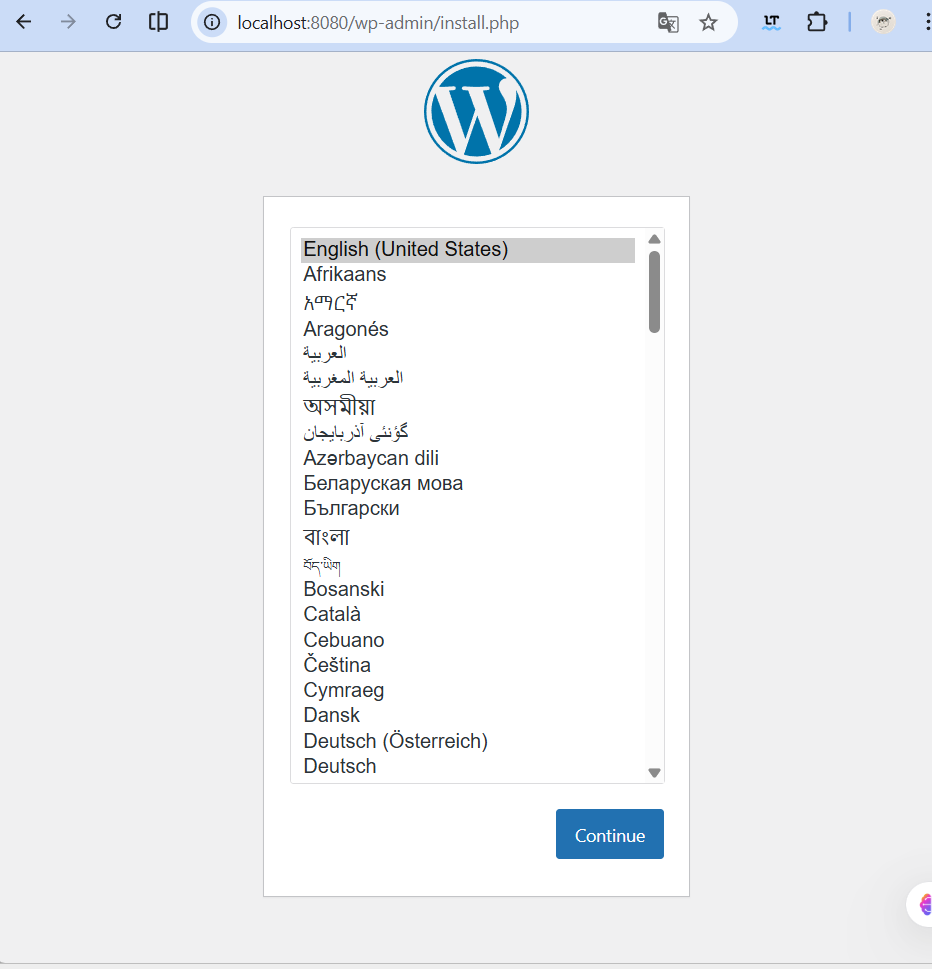 localhost:8080/wp-admin/install.php
LT
W
English (United States)
Afrikaans
አማርኛ
Aragonés
العربية
العربية المغربية
অসমীয়া
گؤنئی آذربایجان
Azərbaycan dili
Беларуская мова
Български
বাংলা
བོད་ཡིག
Bosanski
Català
Cebuano
Čeština
Cymraeg
Dansk
Deutsch (Österreich)
Deutsch
Continue